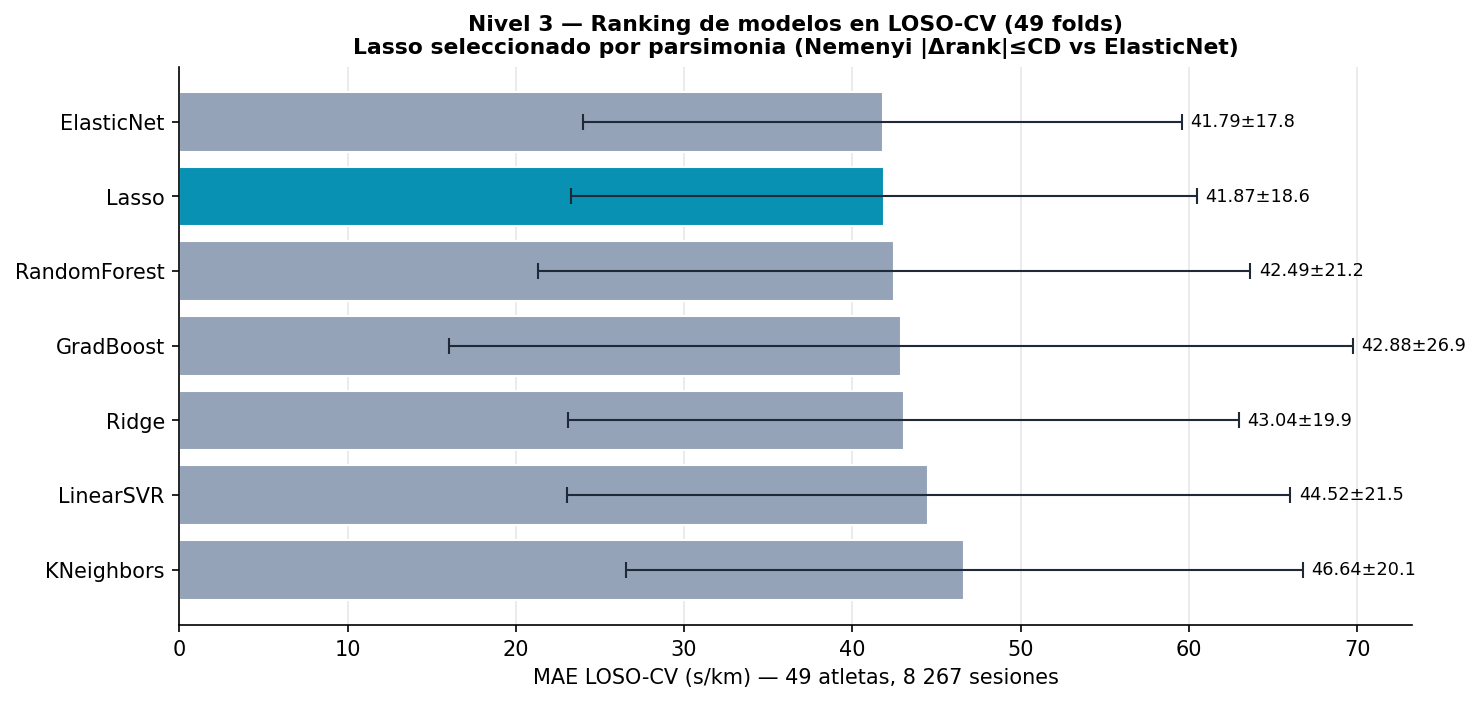 Nivel 3 — Ranking de modelos en LOSO-CV (49 folds)
Lasso seleccionado por parsimonia (Nemenyi |Δrank|≤CD vs ElasticNet)
ElasticNet 41.79±17.8
Lasso 41.87±18.6
RandomForest 42.49±21.2
GradBoost 42.88±26.9
Ridge 43.04±19.9
LinearSVR 44.52±21.5
KNeighbors 46.64±20.1
0 10 20 30 40 50 60 70
MAE LOSO-CV (s/km) — 49 atletas, 8 267 sesiones